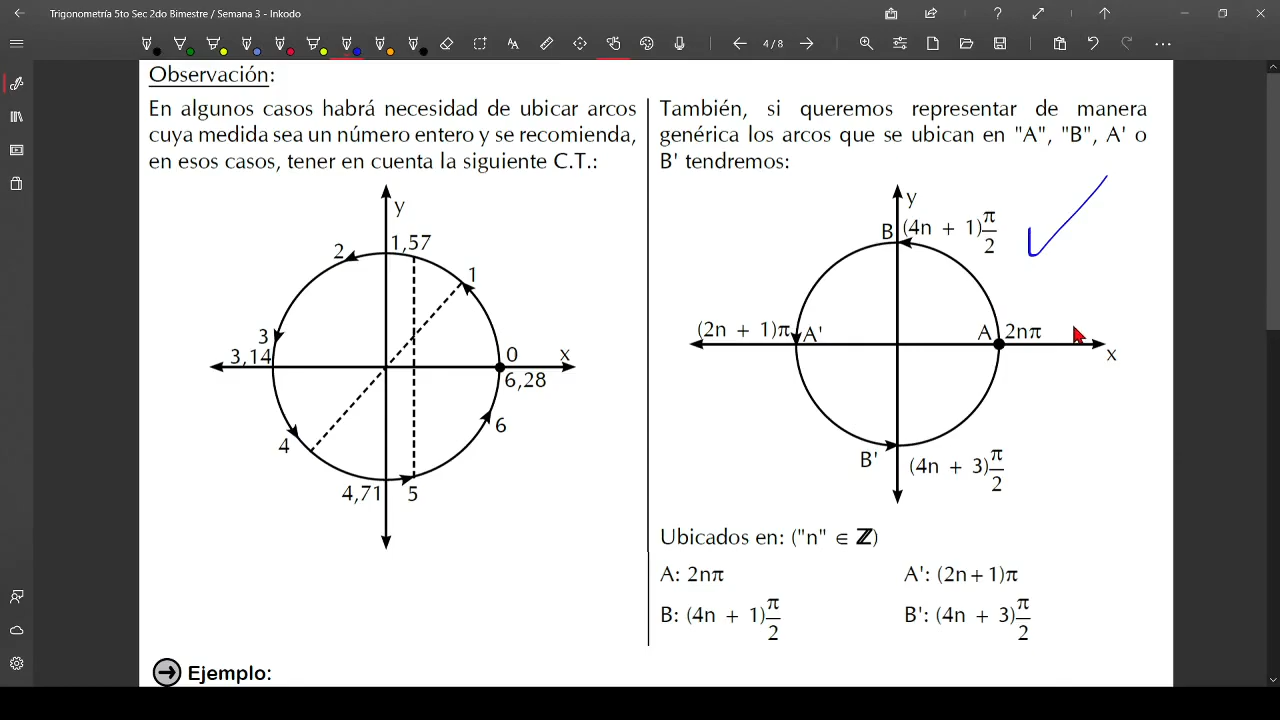 Trigonometría 5to Sec 2do Bimestre / Semana 3 - Inkodo
4/8
Observación:
En algunos casos habrá necesidad de ubicar arcos
cuya medida sea un número entero y se recomienda,
en esos casos, tener en cuenta la siguiente C.T.:
y
1,57
2
1
3
3,14
0
x
6,28
4
6
4,71
5
También, si queremos representar de manera
genérica los arcos que se ubican en "A", "B", A' o
B' tendremos:
y
B
(4n + 1)π/2
(2n + 1)π
A'
A
2nπ
x
B'
(4n + 3)π/2
Ubicados en: ("n" ∈ ℤ)
A: 2nπ
A': (2n+1)π
B: (4n + 1)π/2
B': (4n + 3)π/2
Ejemplo: